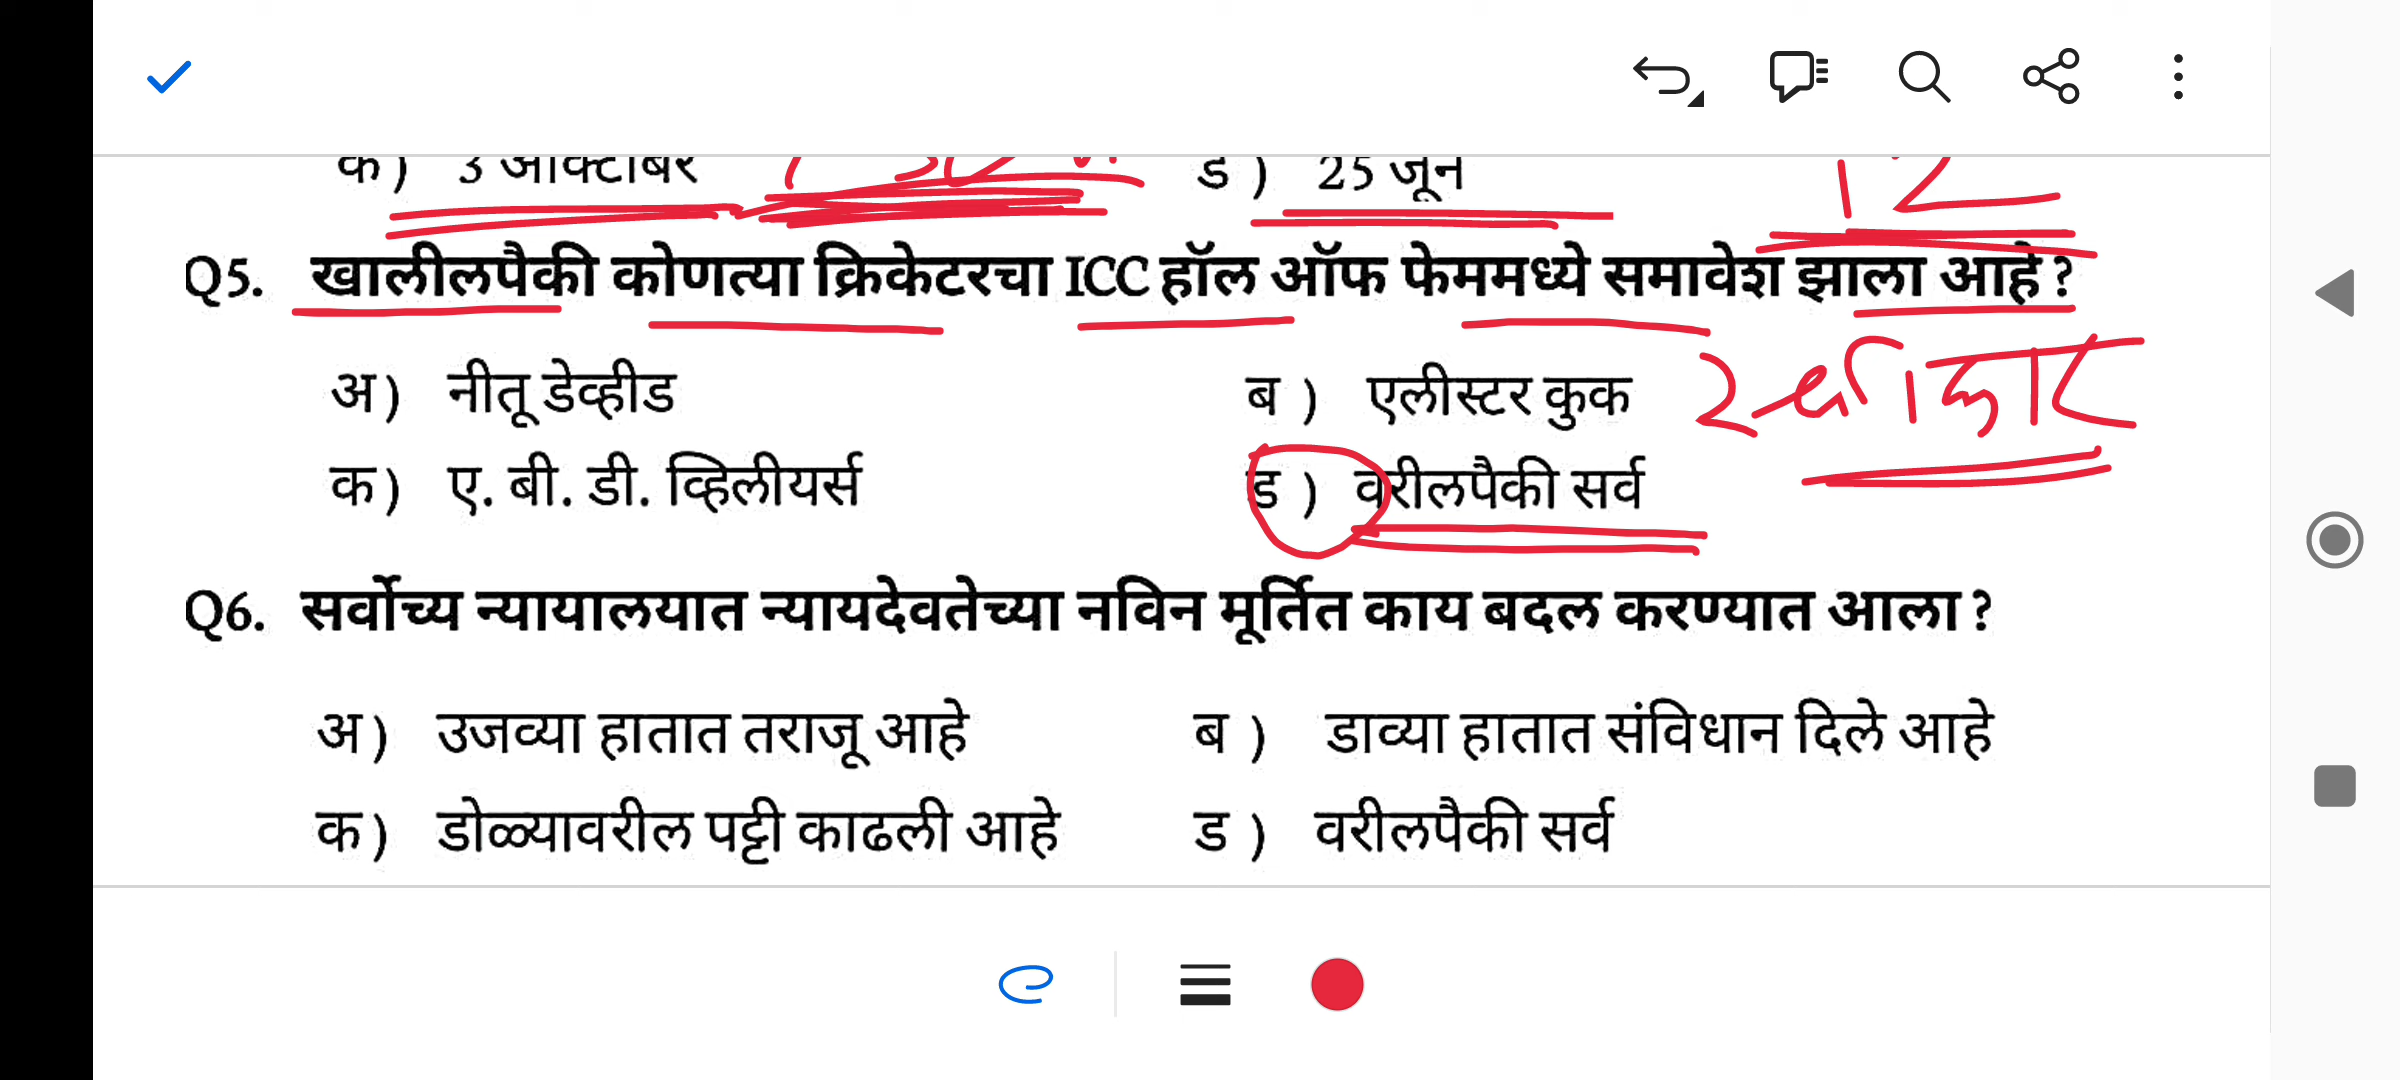 क) 3 ऑक्टोबर ड) 25 जून 12
Q5. खालीलपैकी कोणत्या क्रिकेटरचा ICC हॉल ऑफ फेममध्ये समावेश झाला आहे?
अ) नीतू डेव्हीड ब) एलीस्टर कुक
क) ए. बी. डी. व्हिलीयर्स ड) वरीलपैकी सर्व
Q6. सर्वोच्य न्यायालयात न्यायदेवतेच्या नविन मूर्तित काय बदल करण्यात आला?
अ) उजव्या हातात तराजू आहे ब) डाव्या हातात संविधान दिले आहे
क) डोळ्यावरील पट्टी काढली आहे ड) वरीलपैकी सर्व